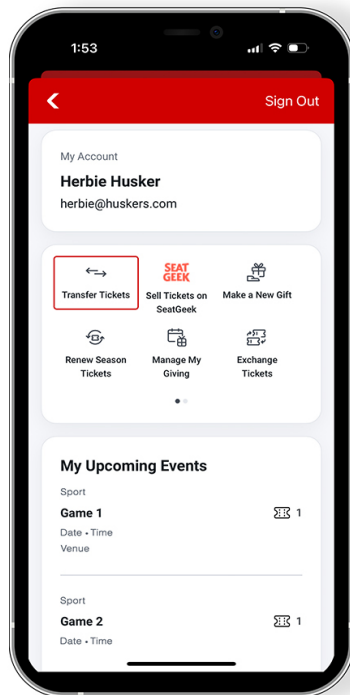 1:53
Sign Out
My Account
Herbie Husker
herbie@huskers.com
Transfer Tickets
SEAT
GEEK
Sell Tickets on
SeatGeek
Make a New Gift
Renew Season
Tickets
Manage My
Giving
Exchange
Tickets
My Upcoming Events
Sport
Game 1
1
Date • Time
Venue
Sport
Game 2
1
Date • Time